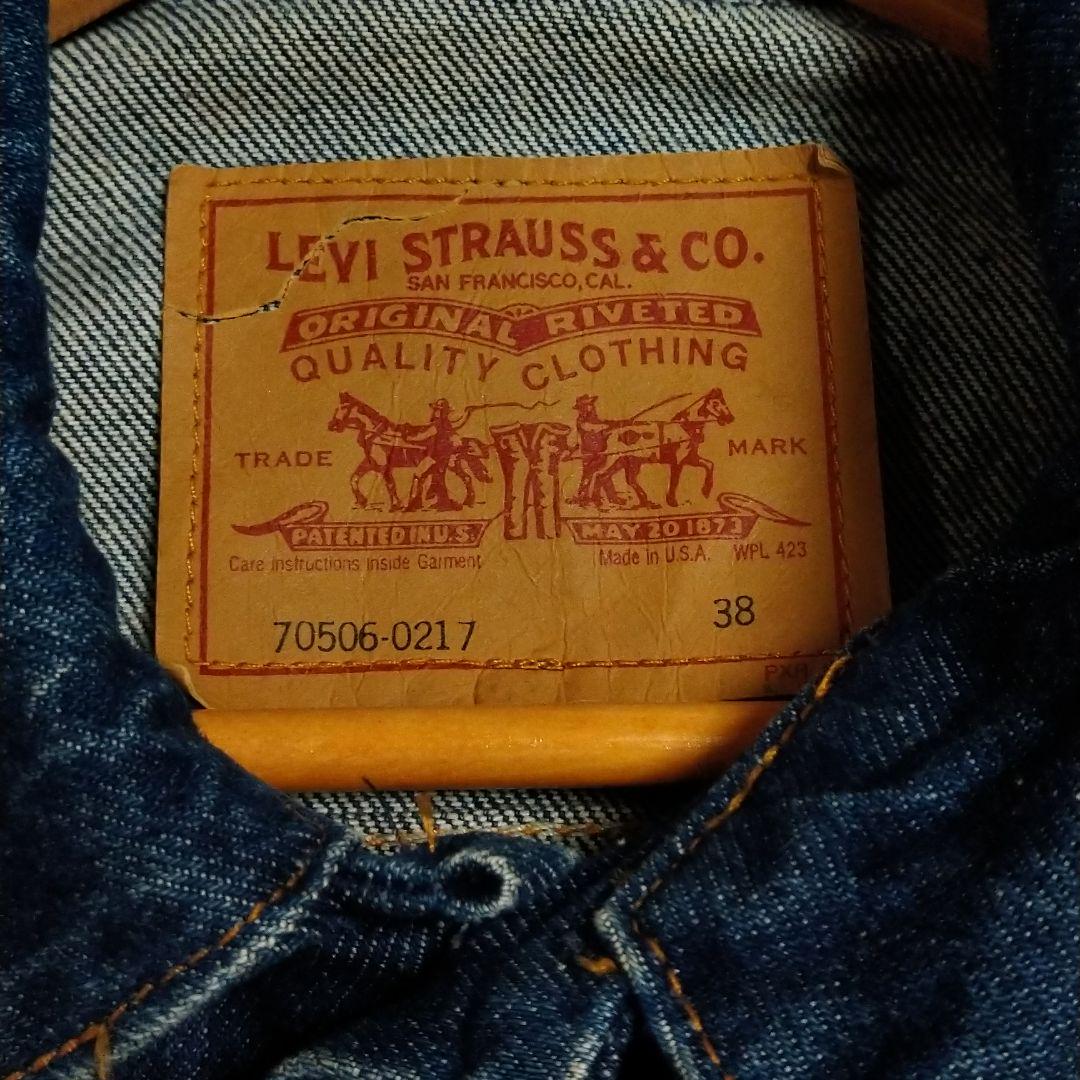 LEVI STRAUSS & CO.
SAN FRANCISCO, CAL.
ORIGINAL RIVETED
QUALITY CLOTHING
TRADE MARK
PATENTED IN U.S. MAY 20 1873
Care Instructions Inside Garment Made in U.S.A. WPL 423
70506-0217 38